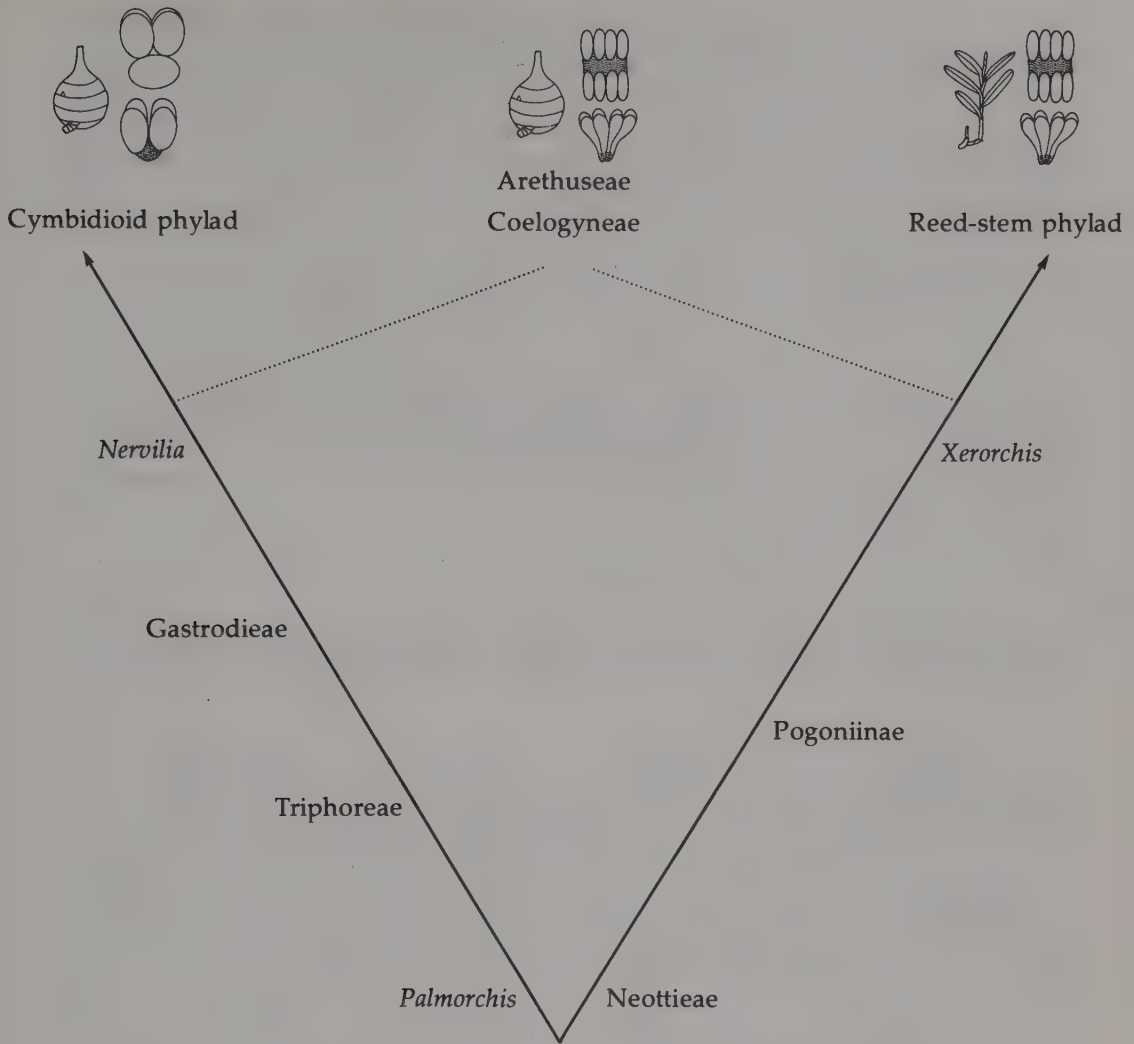 Arethuseae
Cymbidioid phylad
Coelogyneae
Reed-stem phylad
Nervilia
Xerorchis
Gastrodieae
Pogoniinae
Triphoreae
Palmorchis
Neottieae